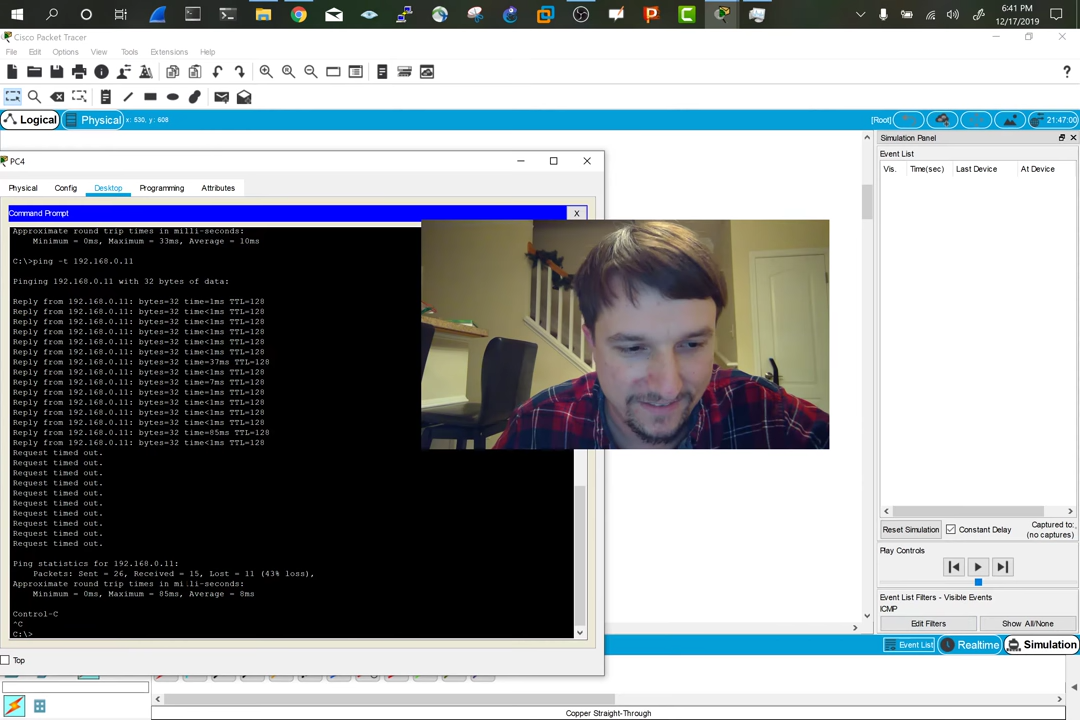 6:41 PM
12/17/2019
Cisco Packet Tracer
File Edit Options View Tools Extensions Help
?
Logical Physical x: 530, y: 608 [Root] 21:47:00
Simulation Panel
Event List
Vis. Time(sec) Last Device At Device
PC4
Physical Config Desktop Programming Attributes
Command Prompt X
Approximate round trip times in milli-seconds:
Minimum = 0ms, Maximum = 33ms, Average = 10ms
C:\>ping -t 192.168.0.11
Pinging 192.168.0.11 with 32 bytes of data:
Reply from 192.168.0.11: bytes=32 time=1ms TTL=128
Reply from 192.168.0.11: bytes=32 time<1ms TTL=128
Reply from 192.168.0.11: bytes=32 time<1ms TTL=128
Reply from 192.168.0.11: bytes=32 time<1ms TTL=128
Reply from 192.168.0.11: bytes=32 time<1ms TTL=128
Reply from 192.168.0.11: bytes=32 time<1ms TTL=128
Reply from 192.168.0.11: bytes=32 time=37ms TTL=128
Reply from 192.168.0.11: bytes=32 time<1ms TTL=128
Reply from 192.168.0.11: bytes=32 time=7ms TTL=128
Reply from 192.168.0.11: bytes=32 time=1ms TTL=128
Reply from 192.168.0.11: bytes=32 time<1ms TTL=128
Reply from 192.168.0.11: bytes=32 time<1ms TTL=128
Reply from 192.168.0.11: bytes=32 time<1ms TTL=128
Reply from 192.168.0.11: bytes=32 time=85ms TTL=128
Reply from 192.168.0.11: bytes=32 time<1ms TTL=128
Request timed out.
Request timed out.
Request timed out.
Request timed out.
Request timed out.
Request timed out.
Request timed out.
Request timed out.
Request timed out.
Request timed out.
Ping statistics for 192.168.0.11:
Packets: Sent = 26, Received = 15, Lost = 11 (43% loss),
Approximate round trip times in milli-seconds:
Minimum = 0ms, Maximum = 85ms, Average = 8ms
Control-C
^C
C:\>
Top
Reset Simulation Constant Delay Captured to:
(no captures)
Play Controls
Event List Filters - Visible Events
ICMP
Edit Filters Show All/None
Event List Realtime Simulation
Copper Straight-Through